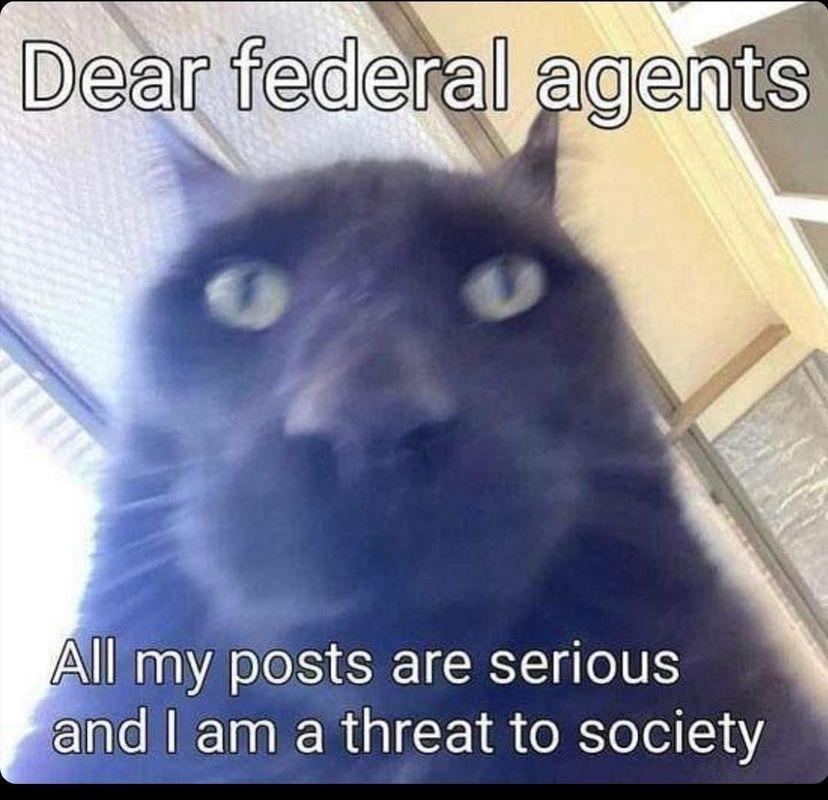 Dear federal agents
All my posts are serious
and I am a threat to society